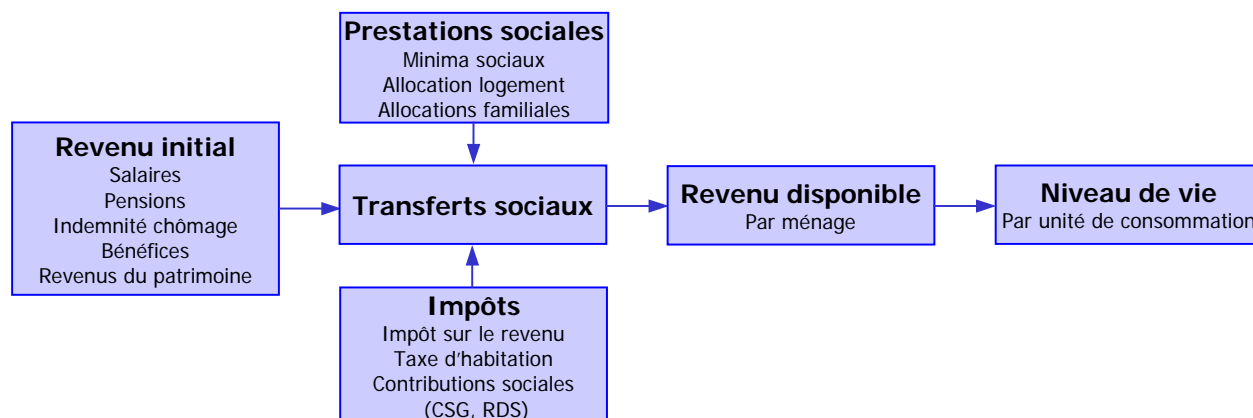 Prestations sociales
Minima sociaux
Allocation logement
Allocations familiales
Revenu initial
Salaires
Pensions
Indemnité chômage
Bénéfices
Revenus du patrimoine
Transferts sociaux
Revenu disponible
Par ménage
Niveau de vie
Par unité de consommation
Impôts
Impôt sur le revenu
Taxe d'habitation
Contributions sociales
(CSG, RDS)